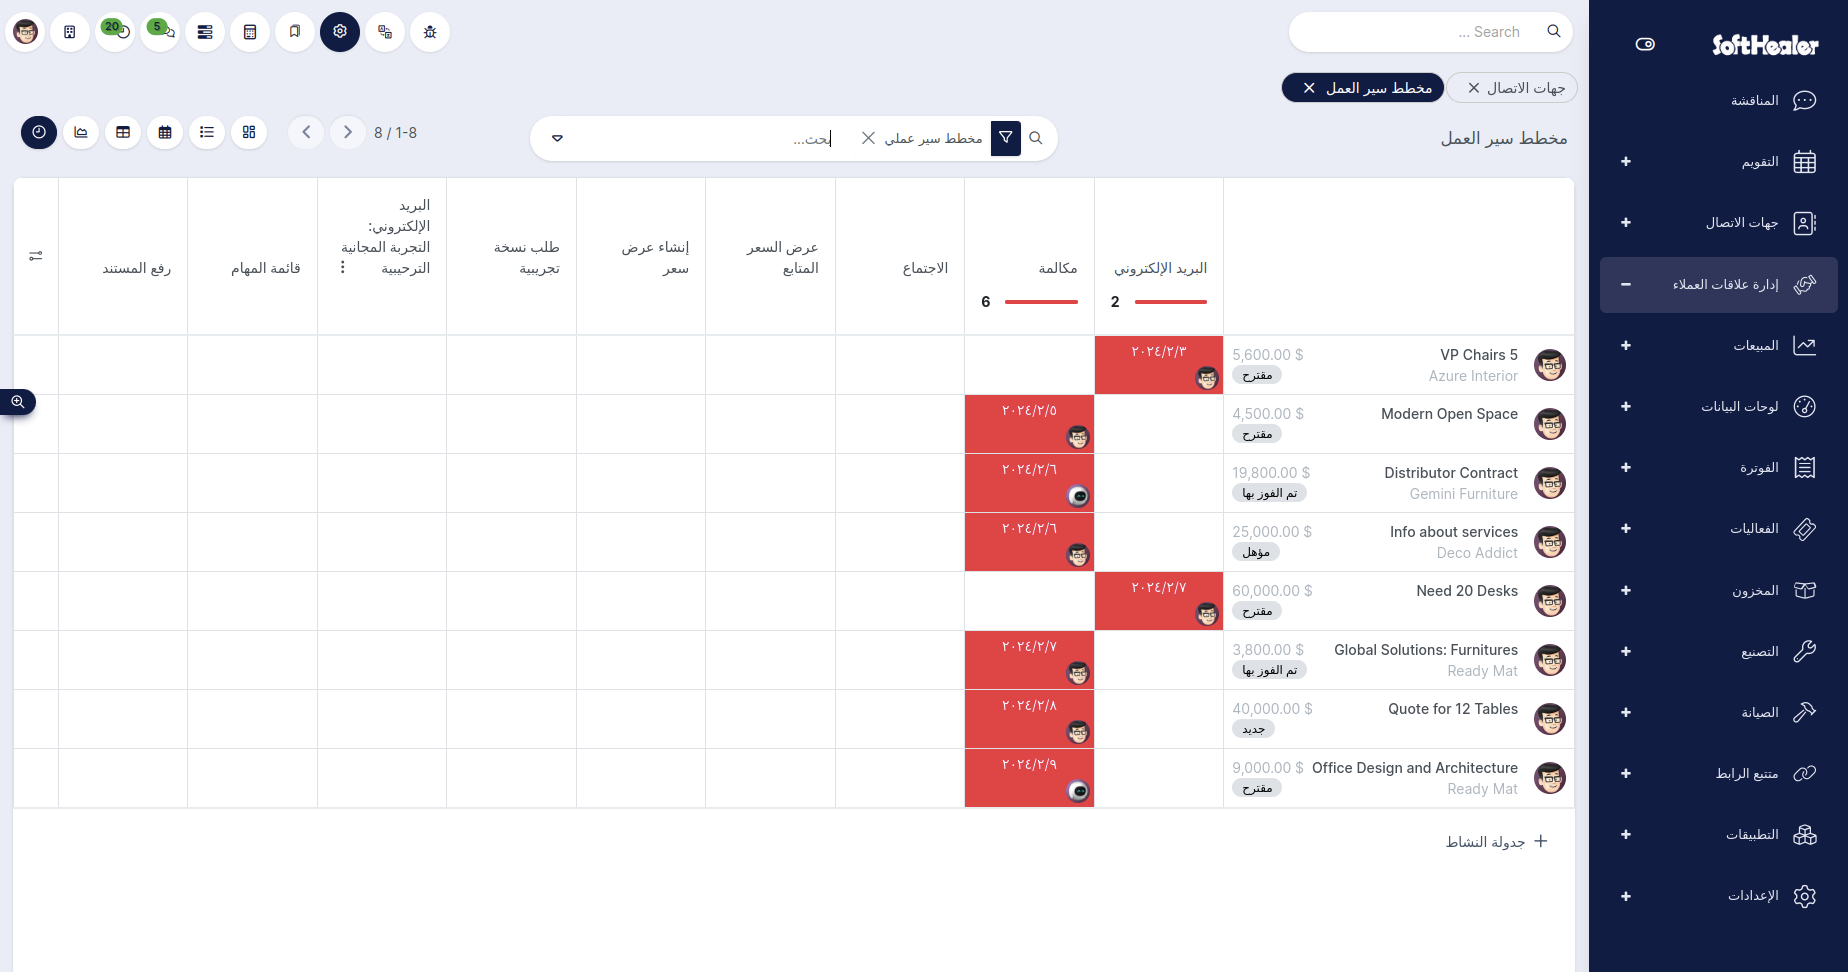 SoftHealer
Search ...
20
5
جهات الاتصال
مخطط سير العمل
مخطط سير العمل
مخطط سير عملي
بحث...
8 / 1-8
المناقشة
التقويم
جهات الاتصال
إدارة علاقات العملاء
المبيعات
لوحات البيانات
الفوترة
الفعاليات
المخزون
التصنيع
الصيانة
متتبع الرابط
التطبيقات
الإعدادات
البريد الإلكتروني
2
مكالمة
6
الاجتماع
عرض السعر
المتابع
إنشاء عرض
سعر
طلب نسخة
تجريبية
البريد
الإلكتروني:
التجربة المجانية
الترحيبية
قائمة المهام
رفع المستند
VP Chairs 5
5,600.00 $
Azure Interior
مقترح
٢٠٢٤/٢/٣
Modern Open Space
4,500.00 $
مقترح
٢٠٢٤/٢/٥
Distributor Contract
19,800.00 $
Gemini Furniture
تم الفوز بها
٢٠٢٤/٢/٦
Info about services
25,000.00 $
Deco Addict
مؤهل
٢٠٢٤/٢/٦
Need 20 Desks
60,000.00 $
مقترح
٢٠٢٤/٢/٧
Global Solutions: Furnitures
3,800.00 $
Ready Mat
تم الفوز بها
٢٠٢٤/٢/٧
Quote for 12 Tables
40,000.00 $
جديد
٢٠٢٤/٢/٨
Office Design and Architecture
9,000.00 $
Ready Mat
مقترح
٢٠٢٤/٢/٩
جدولة النشاط